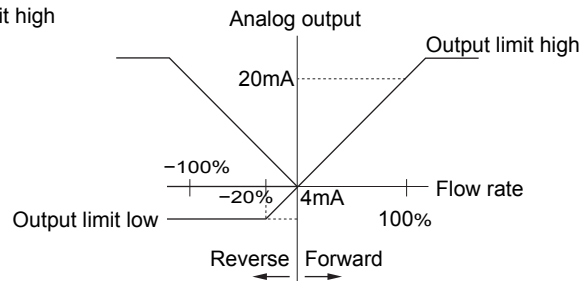 it high
Analog output
Output limit high
20mA
−100%
−20%
4mA
Flow rate
Output limit low
100%
Reverse
Forward